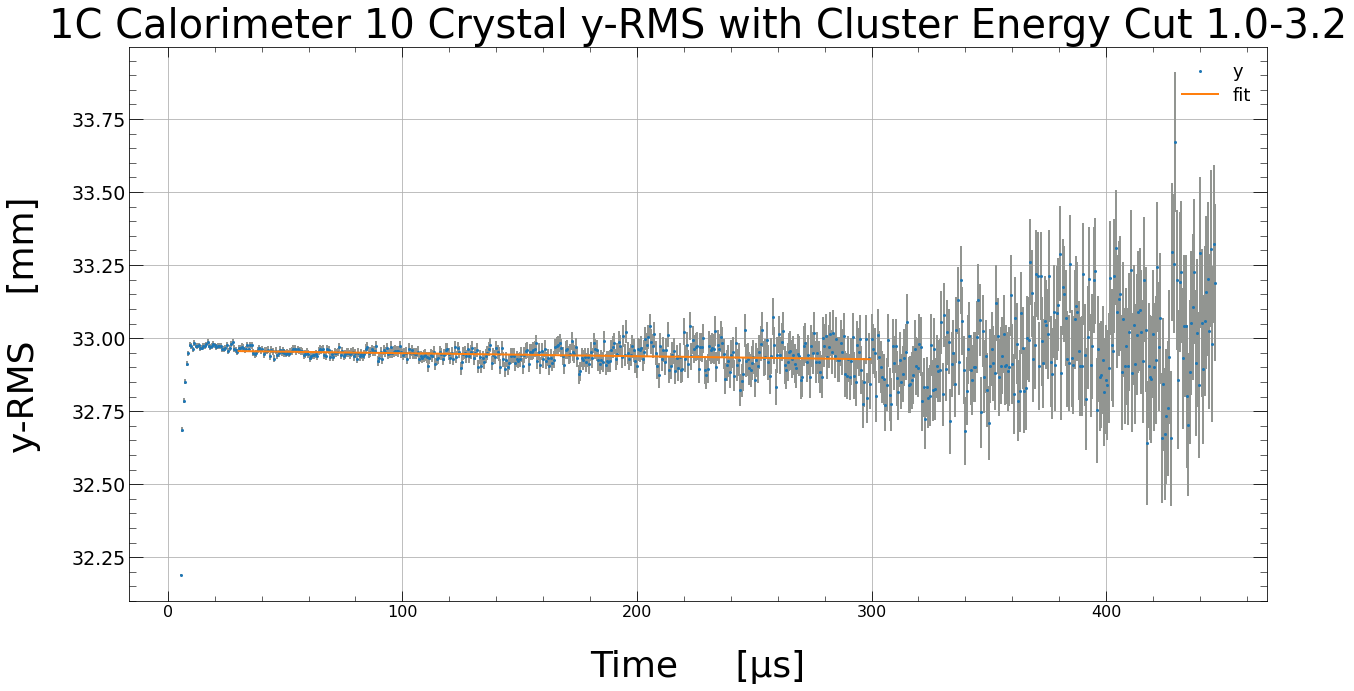 1C Calorimeter 10 Crystal y-RMS with Cluster Energy Cut 1.0-3.2
y
fit
33.75
33.50
33.25
33.00
32.75
32.50
32.25
y-RMS [mm]
0 100 200 300 400
Time [µs]